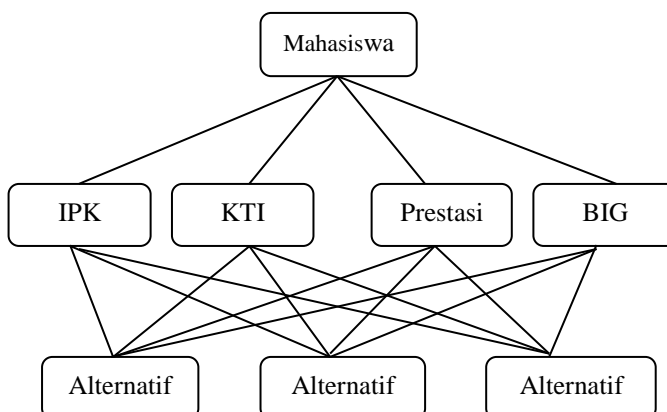 Mahasiswa
IPK KTI Prestasi BIG
Alternatif Alternatif Alternatif